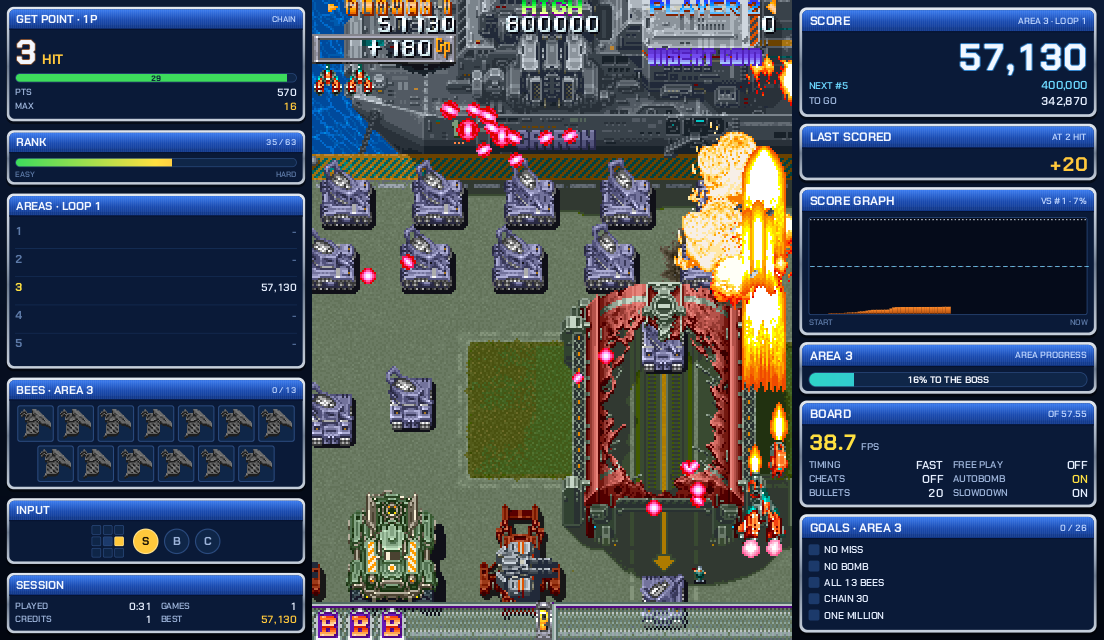 GET POINT · 1P CHAIN
3 HIT
29
PTS 570
MAX 16
RANK 35 / 63
EASY HARD
AREAS · LOOP 1
1 -
2 -
3 57,130
4 -
5 -
BEES · AREA 3 0 / 13
INPUT
S B C
SESSION
PLAYED 0:31 GAMES 1
CREDITS 1 BEST 57,130
HIGH
57130 800000 0
+ 180 Gp
INSERT COIN
B B B
P
SCORE AREA 3 · LOOP 1
57,130
NEXT #5 400,000
TO GO 342,870
LAST SCORED AT 2 HIT
+20
SCORE GRAPH VS #1 · 7%
START NOW
AREA 3 AREA PROGRESS
16% TO THE BOSS
BOARD OF 57.55
38.7 FPS
TIMING FAST FREE PLAY OFF
CHEATS OFF AUTOBOMB ON
BULLETS 20 SLOWDOWN ON
GOALS · AREA 3 0 / 26
NO MISS
NO BOMB
ALL 13 BEES
CHAIN 30
ONE MILLION